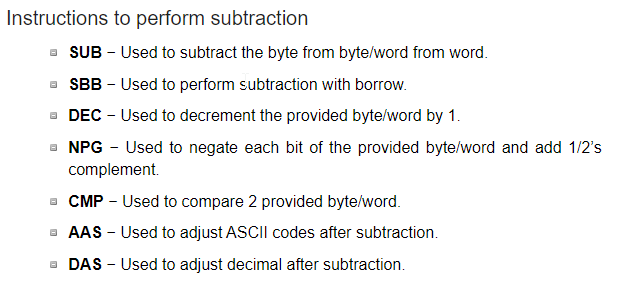 Instructions to perform subtraction
SUB – Used to subtract the byte from byte/word from word.
SBB – Used to perform subtraction with borrow.
DEC – Used to decrement the provided byte/word by 1.
NPG – Used to negate each bit of the provided byte/word and add 1/2’s
complement.
CMP – Used to compare 2 provided byte/word.
AAS – Used to adjust ASCII codes after subtraction.
DAS – Used to adjust decimal after subtraction.